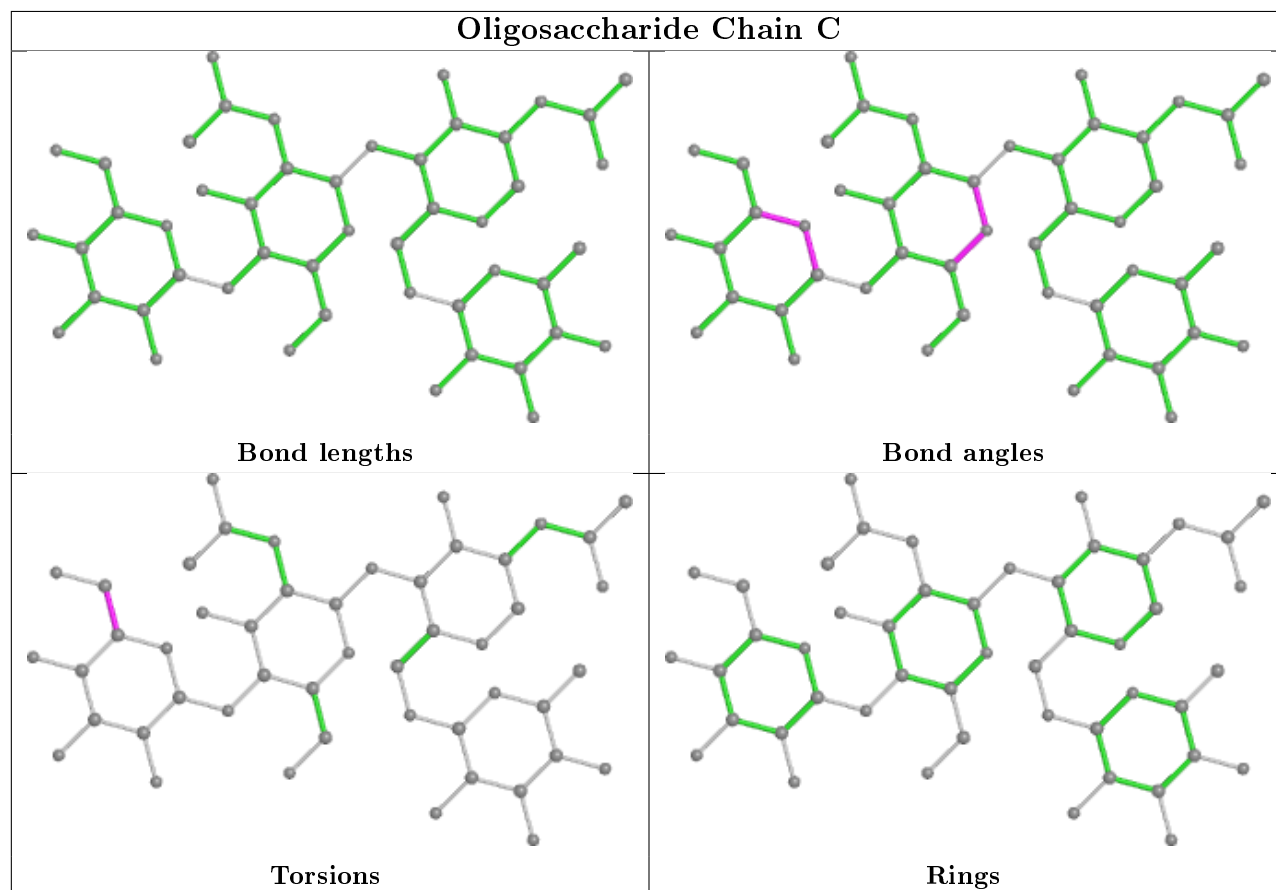 Oligosaccharide Chain C
Bond lengths
Bond angles
Torsions
Rings